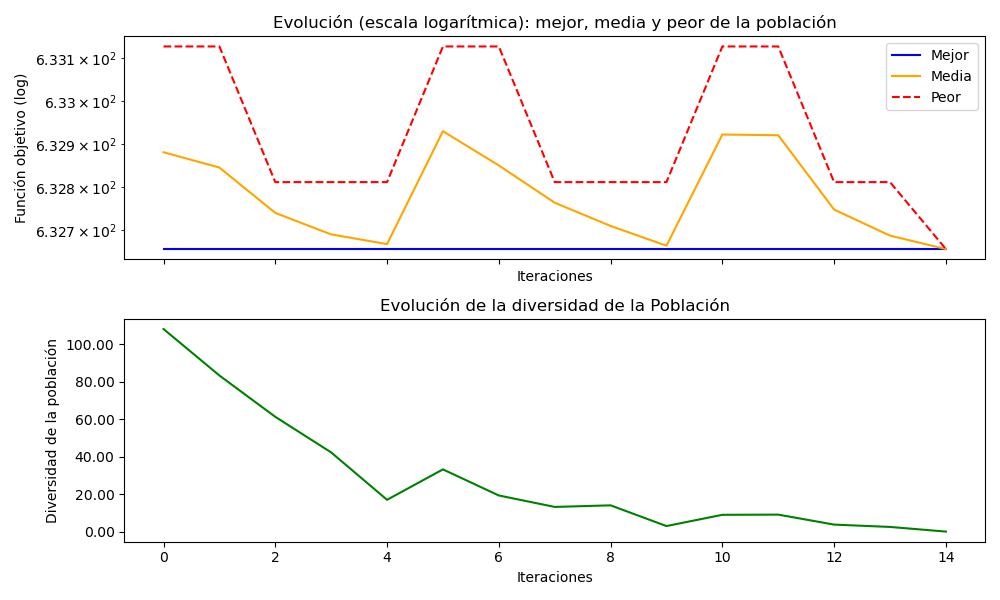 Evolución (escala logarítmica): mejor, media y peor de la población
6.331 × 10²
6.33 × 10²
6.329 × 10²
6.328 × 10²
6.327 × 10²
Función objetivo (log)
Mejor
Media
Peor
Iteraciones
Evolución de la diversidad de la Población
100.00
80.00
60.00
40.00
20.00
0.00
Diversidad de la población
0 2 4 6 8 10 12 14
Iteraciones